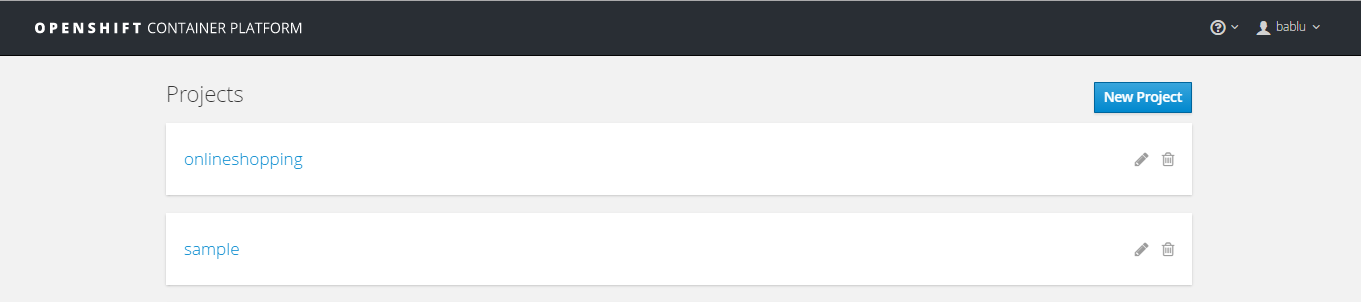 OPENSHIFT CONTAINER PLATFORM
bablu
Projects
New Project
onlineshopping
sample